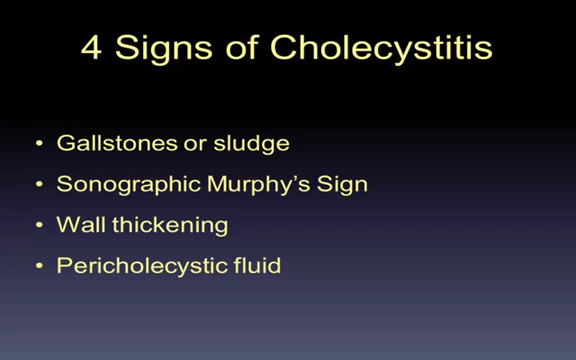 4 Signs of Cholecystitis
• Gallstones or sludge
• Sonographic Murphy's Sign
• Wall thickening
• Pericholecystic fluid